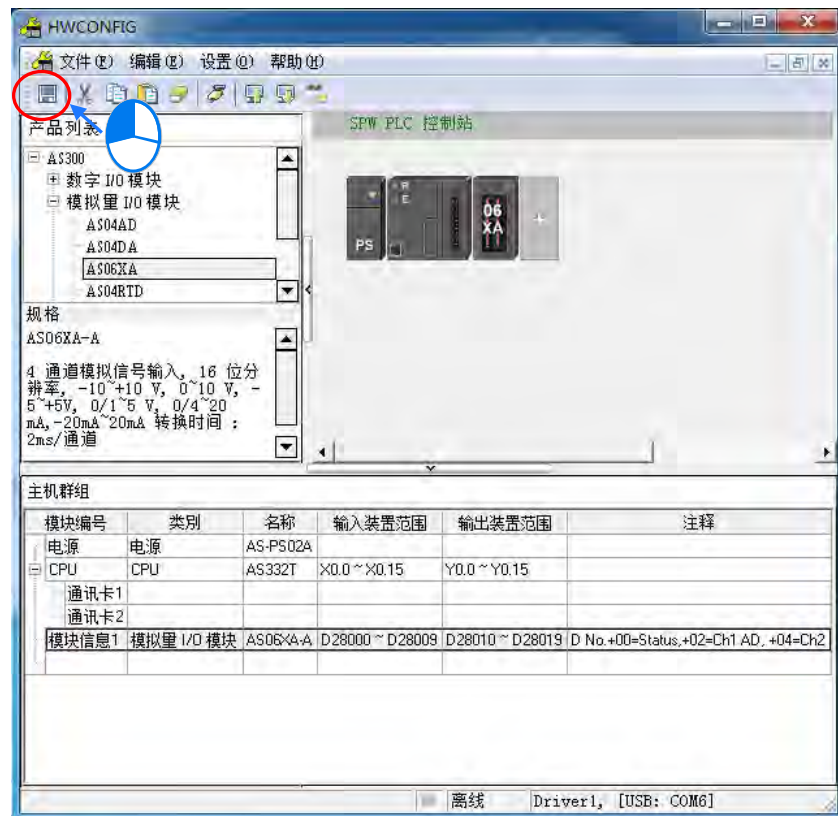 HWCONFIG
文件(F) 编辑(E) 设置(O) 帮助(H)
产品列表
SPW PLC 控制站
AS300
数字 I/O 模块
模拟量 I/O 模块
AS04AD
AS04DA
AS06XA
AS04RTD
PS
R
E
06
XA
+
规格
AS06XA-A
4 通道模拟信号输入, 16 位分
辨率, -10~+10 V, 0~10 V, -
5~+5V, 0/1~5 V, 0/4~20
mA,-20mA~20mA 转换时间 :
2ms/通道
主机群组
模块编号 类别 名称 输入装置范围 输出装置范围 注释
电源 电源 AS-PS02A
CPU CPU AS332T X0.0 ~ X0.15 Y0.0 ~ Y0.15
通讯卡1
通讯卡2
模块信息1 模拟量 I/O 模块 AS06XA-A D28000 ~ D28009 D28010 ~ D28019 D No.+00=Status,+02=Ch1 AD, +04=Ch2
离线 Driver1, [USB: COM6]